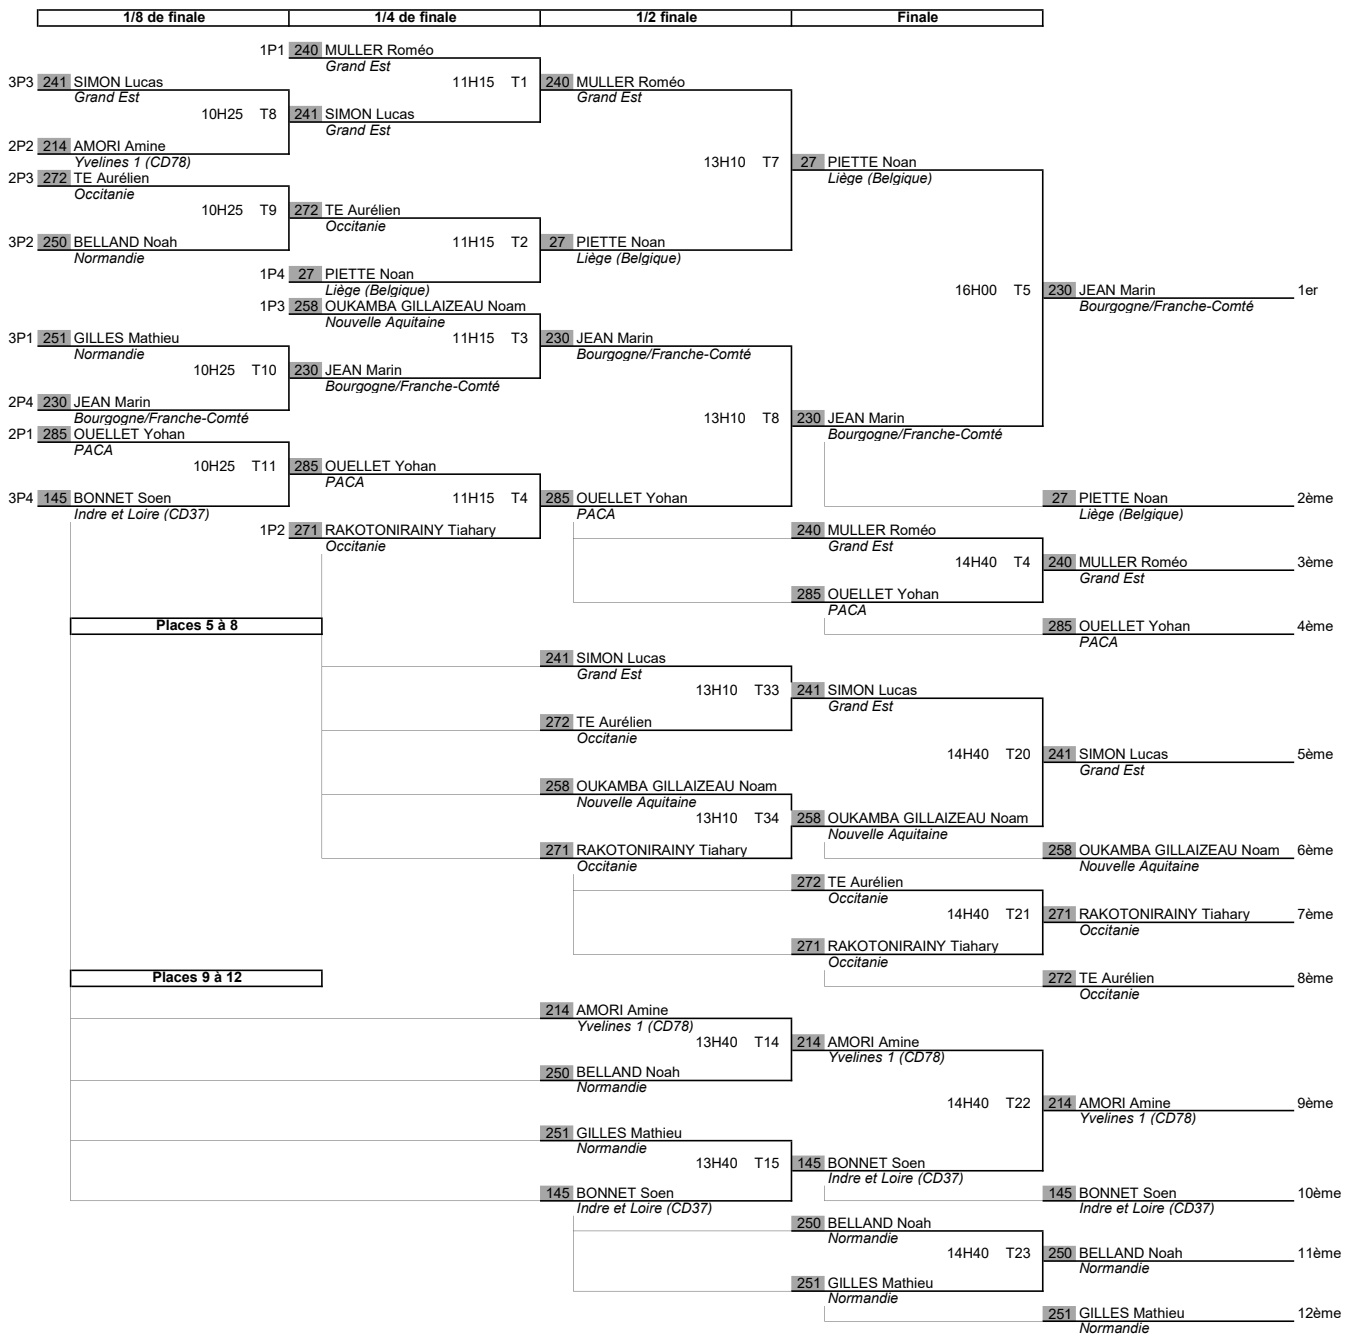 1/8 de finale 1/4 de finale 1/2 finale Finale
1P1 240 MULLER Roméo
Grand Est
3P3 241 SIMON Lucas 11H15 T1 240 MULLER Roméo
Grand Est Grand Est
10H25 T8 241 SIMON Lucas
Grand Est
2P2 214 AMORI Amine
Yvelines 1 (CD78) 13H10 T7 27 PIETTE Noan
2P3 272 TE Aurélien Liège (Belgique)
Occitanie
10H25 T9 272 TE Aurélien
Occitanie
3P2 250 BELLAND Noah 11H15 T2 27 PIETTE Noan
Normandie Liège (Belgique)
1P4 27 PIETTE Noan
Liège (Belgique) 16H00 T5 230 JEAN Marin 1er
1P3 258 OUKAMBA GILLAIZEAU Noam Bourgogne/Franche-Comté
Nouvelle Aquitaine
3P1 251 GILLES Mathieu 11H15 T3 230 JEAN Marin
Normandie Bourgogne/Franche-Comté
10H25 T10 230 JEAN Marin
Bourgogne/Franche-Comté
2P4 230 JEAN Marin
Bourgogne/Franche-Comté 13H10 T8 230 JEAN Marin
2P1 285 OUELLET Yohan Bourgogne/Franche-Comté
PACA
10H25 T11 285 OUELLET Yohan
PACA
3P4 145 BONNET Soen 11H15 T4 285 OUELLET Yohan 27 PIETTE Noan 2ème
Indre et Loire (CD37) PACA Liège (Belgique)
1P2 271 RAKOTONIRAINY Tiahary 240 MULLER Roméo
Occitanie Grand Est
14H40 T4 240 MULLER Roméo 3ème
Grand Est
285 OUELLET Yohan
PACA
Places 5 à 8 285 OUELLET Yohan 4ème
PACA
241 SIMON Lucas
Grand Est
13H10 T33 241 SIMON Lucas
Grand Est
272 TE Aurélien
Occitanie
14H40 T20 241 SIMON Lucas 5ème
Grand Est
258 OUKAMBA GILLAIZEAU Noam
Nouvelle Aquitaine
13H10 T34 258 OUKAMBA GILLAIZEAU Noam
Nouvelle Aquitaine
271 RAKOTONIRAINY Tiahary 258 OUKAMBA GILLAIZEAU Noam 6ème
Occitanie Nouvelle Aquitaine
272 TE Aurélien
Occitanie
14H40 T21 271 RAKOTONIRAINY Tiahary 7ème
Occitanie
271 RAKOTONIRAINY Tiahary
Occitanie
Places 9 à 12 272 TE Aurélien 8ème
Occitanie
214 AMORI Amine
Yvelines 1 (CD78)
13H40 T14 214 AMORI Amine
Yvelines 1 (CD78)
250 BELLAND Noah
Normandie
14H40 T22 214 AMORI Amine 9ème
Yvelines 1 (CD78)
251 GILLES Mathieu
Normandie
13H40 T15 145 BONNET Soen
Indre et Loire (CD37)
145 BONNET Soen 145 BONNET Soen 10ème
Indre et Loire (CD37) Indre et Loire (CD37)
250 BELLAND Noah
Normandie
14H40 T23 250 BELLAND Noah 11ème
Normandie
251 GILLES Mathieu
Normandie
251 GILLES Mathieu 12ème
Normandie